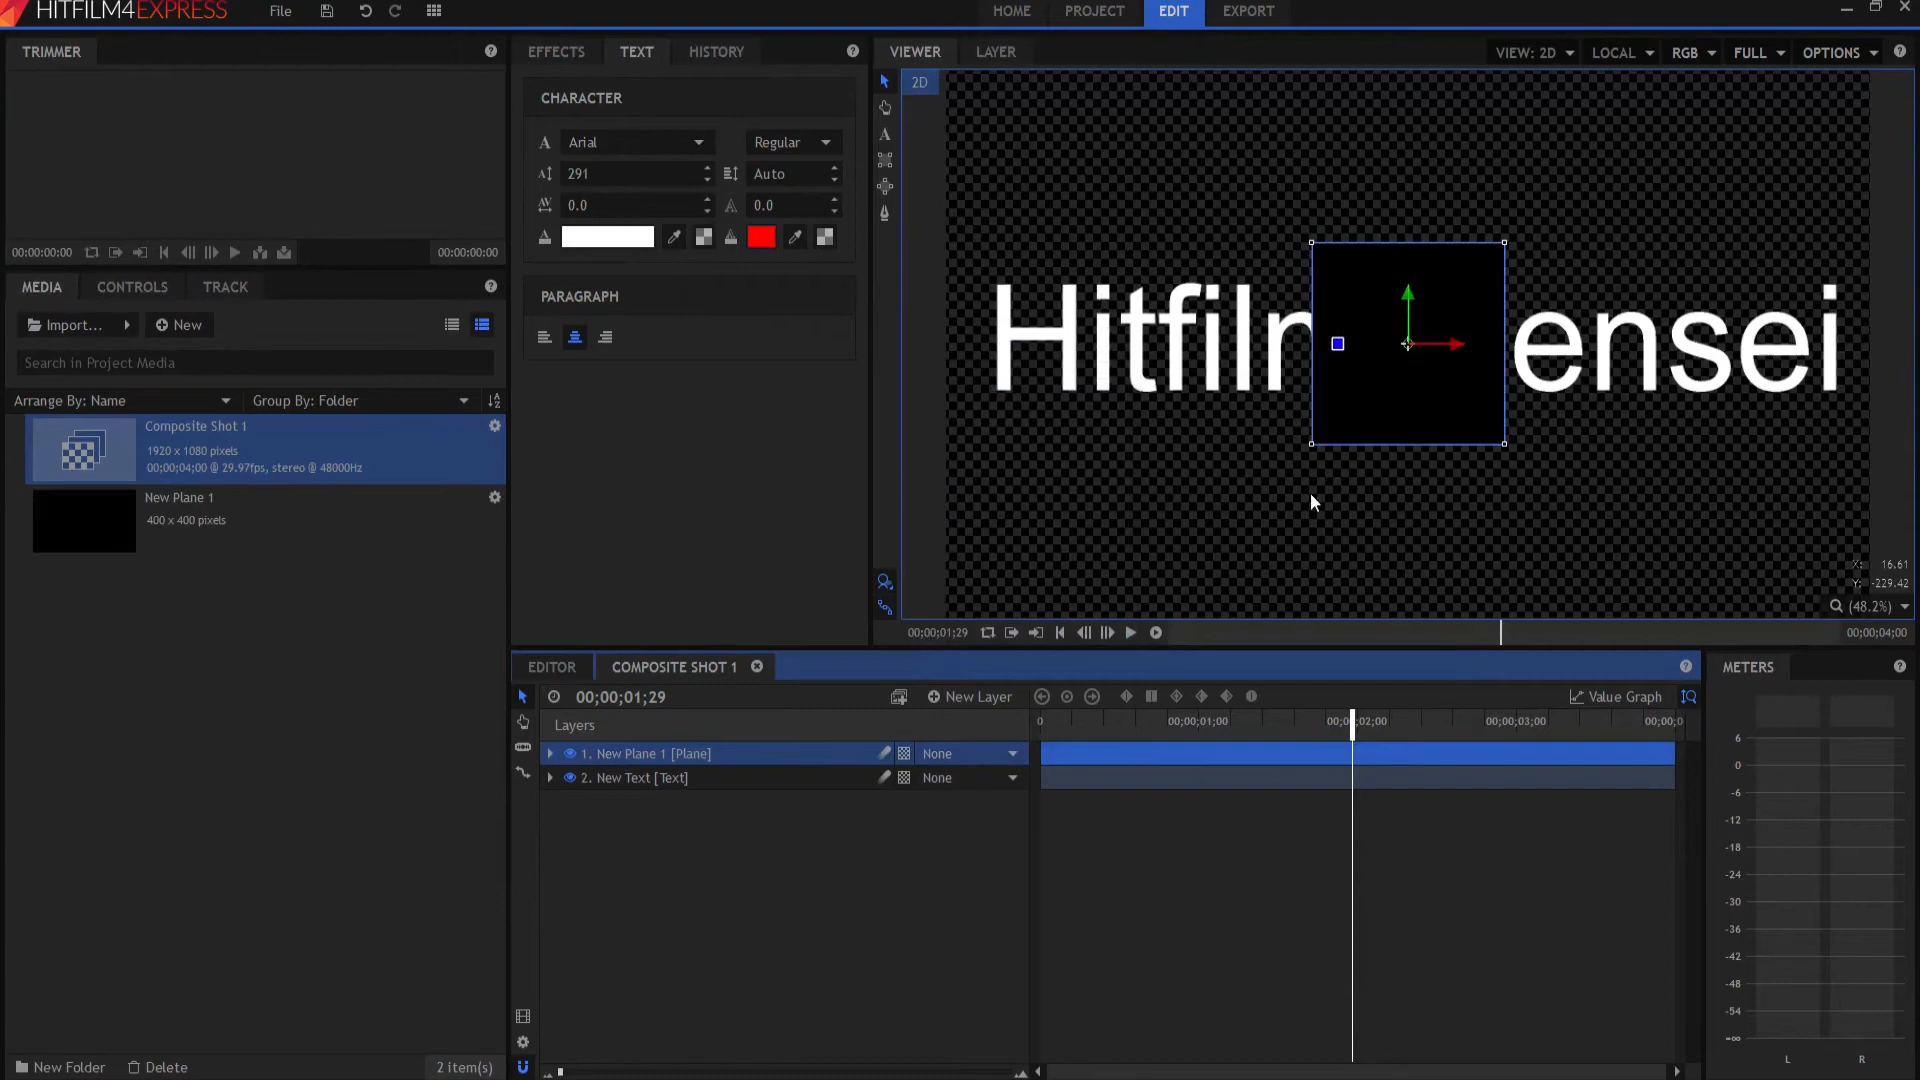 HITFILM4EXPRESS
File
HOME
PROJECT
EDIT
EXPORT
TRIMMER
00:00:00:00
00:00:00:00
MEDIA
CONTROLS
TRACK
Import...
New
Search in Project Media
Arrange By: Name
Group By: Folder
Composite Shot 1
1920 x 1080 pixels
00;00;04;00 @ 29.97fps, stereo @ 48000Hz
New Plane 1
400 x 400 pixels
New Folder
Delete
2 item(s)
EFFECTS
TEXT
HISTORY
CHARACTER
Arial
Regular
291
Auto
0.0
0.0
PARAGRAPH
VIEWER
LAYER
VIEW: 2D
LOCAL
RGB
FULL
OPTIONS
2D
Hitfilm ensei
X: 16.61
Y: -229.42
(48.2%)
00;00;01;29
00;00;04;00
EDITOR
COMPOSITE SHOT 1
00;00;01;29
New Layer
Value Graph
Layers
0
00;00;01;00
00;00;02;00
00;00;03;00
00;00;0
1. New Plane 1 [Plane]
None
2. New Text [Text]
None
METERS
6
0
-6
-12
-18
-24
-30
-36
-42
-48
-54
-∞
L
R